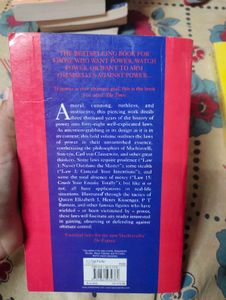 THE BESTSELLING BOOK FOR
THOSE WHO WANT POWER, WATCH
POWER, OR WANT TO ARM
THEMSELVES AGAINST POWER...
The Times
Amoral, cunning, ruthless, and
instructive, this piercing work distils
three thousand years of the history of
power into forty-eight well-explicated laws.
As attention-grabbing in its design as it is in
its content, this bold volume outlines the laws
of power in their unvarnished essence,
synthesizing the philosophies of Machiavelli,
Sun-tzu, Carl von Clausewitz, and other great
thinkers. Some laws require prudence ("Law
1: Never Outshine the Master"), some stealth
("Law 3: Conceal Your Intentions"), and
some the total absence of mercy ("Law 15:
Crush Your Enemy Totally") but like it or
not, all have applications in real-life
situations. Illustrated through the tactics of
Queen Elizabeth I, Henry Kissinger, P T
Barnum, and other famous figures who have
wielded - or been victimized by - power,
these laws will fascinate any reader interested
in gaining, observing or defending against
ultimate control.